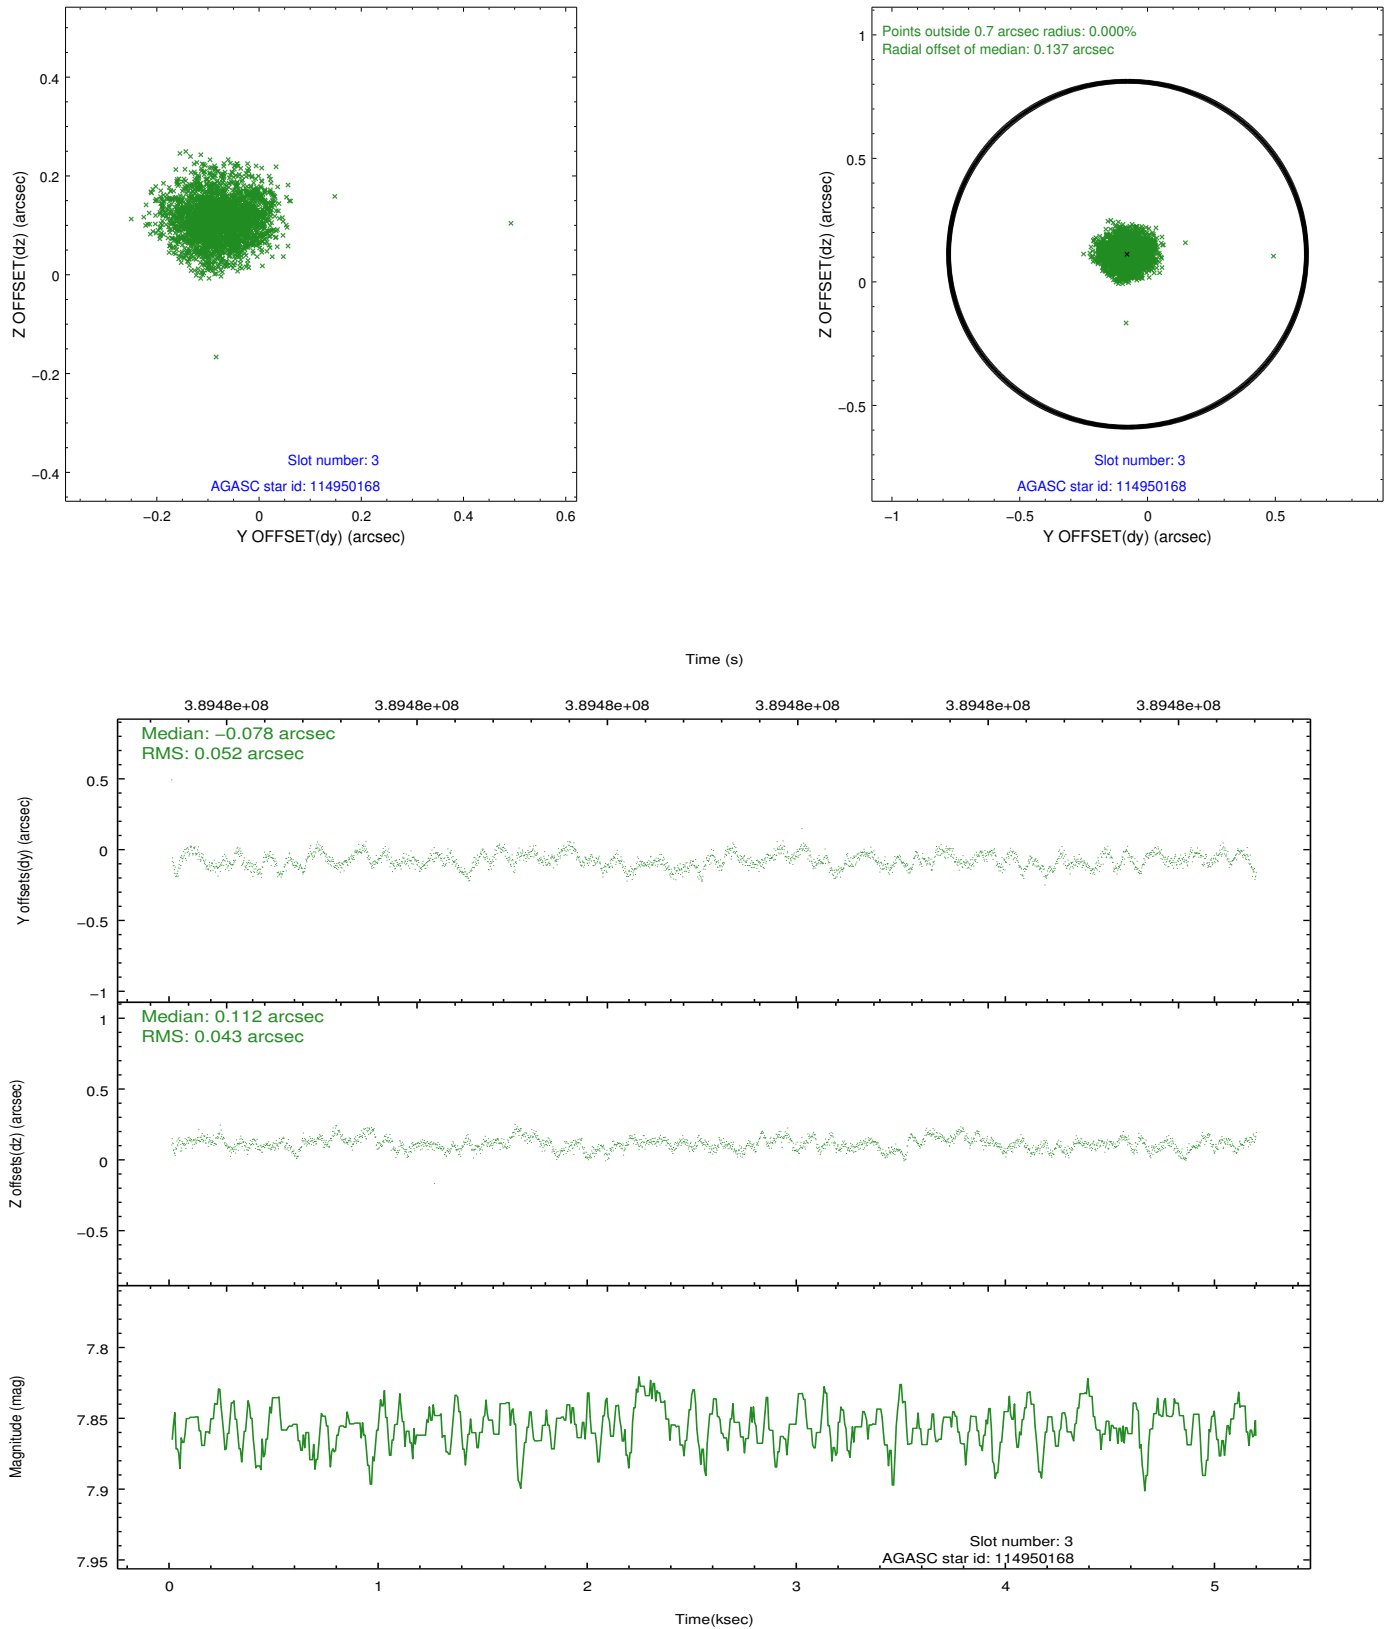 0.4
0.2
0
−0.2
−0.4
Z OFFSET(dz) (arcsec)
Slot number: 3
AGASC star id: 114950168
−0.2 0 0.2 0.4 0.6
Y OFFSET(dy) (arcsec)
Points outside 0.7 arcsec radius: 0.000%
Radial offset of median: 0.137 arcsec
1
0.5
0
−0.5
Z OFFSET(dz) (arcsec)
Slot number: 3
AGASC star id: 114950168
−1 −0.5 0 0.5
Y OFFSET(dy) (arcsec)
Time (s)
3.8948e+08 3.8948e+08 3.8948e+08 3.8948e+08 3.8948e+08 3.8948e+08
Median: −0.078 arcsec
RMS: 0.052 arcsec
0.5
0
−0.5
−1
Y offsets(dy) (arcsec)
Median: 0.112 arcsec
RMS: 0.043 arcsec
1
0.5
0
−0.5
Z offsets(dz) (arcsec)
7.8
7.85
7.9
7.95
Magnitude (mag)
Slot number: 3
AGASC star id: 114950168
0 1 2 3 4 5
Time(ksec)